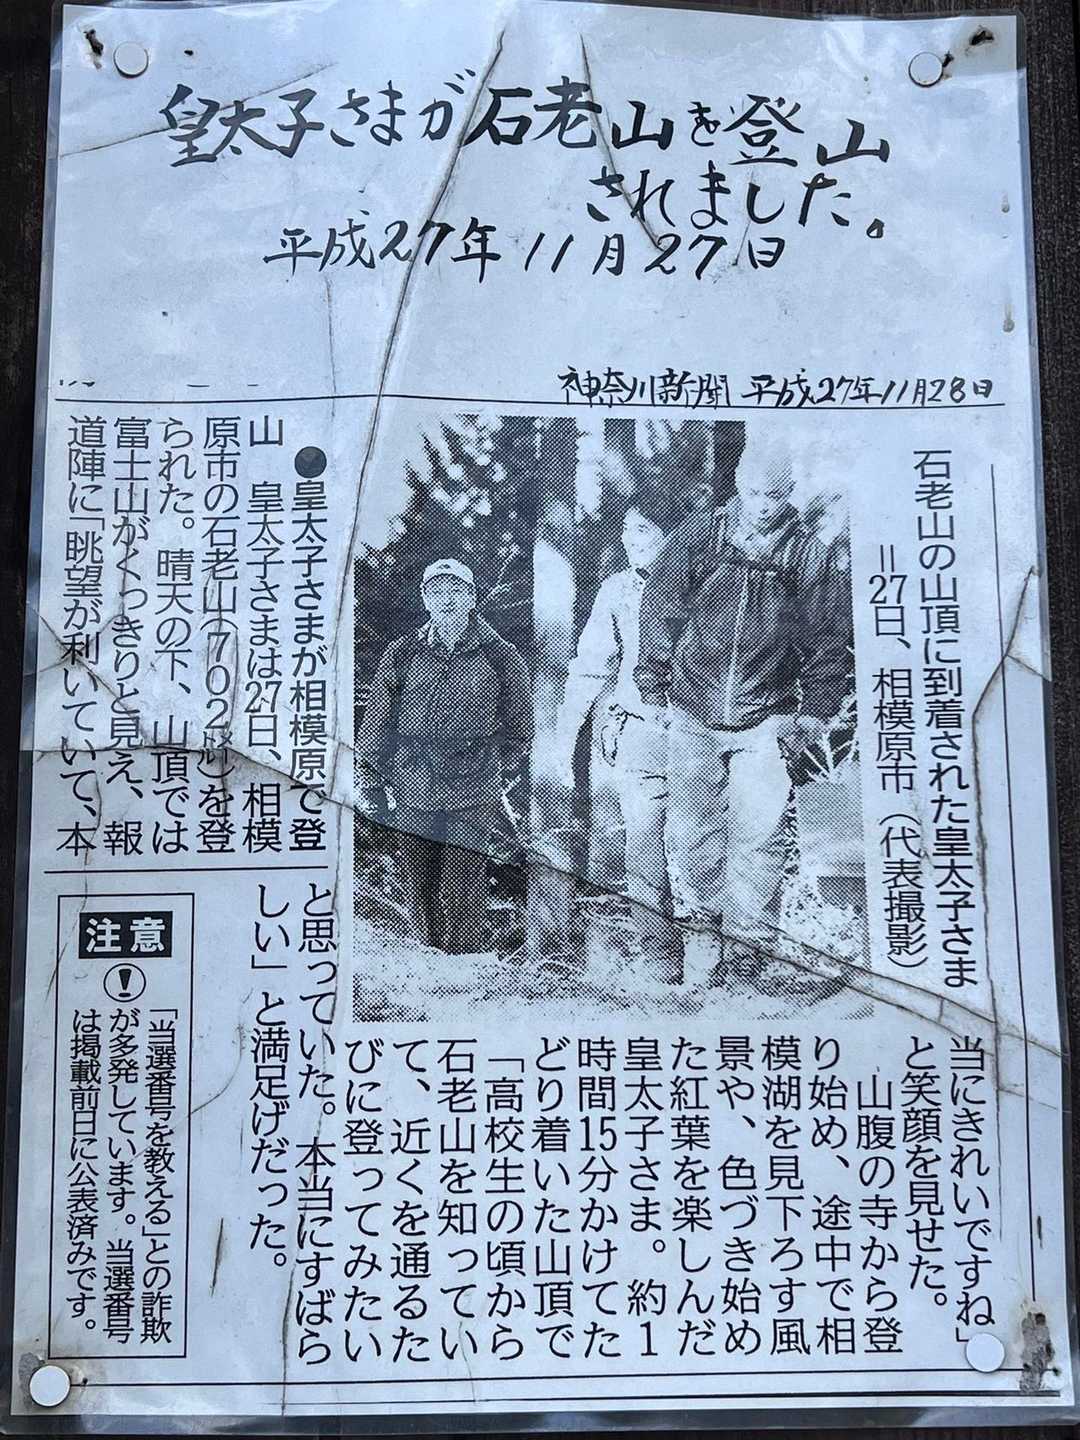 皇太子さまが石老山を登山
されました。
平成27年11月27日
神奈川新聞 平成27年11月28日
石老山の山頂に到着された皇太子さま
＝27日、相模原市（代表撮影）
●皇太子さまが相模原で登
山　皇太子さまは27日、相模
原市の石老山(702㍍)を登
られた。晴天の下、山頂では
富士山がくっきりと見え、報
道陣に「眺望が利いていて、本
当にきれいですね」
と笑顔を見せた。
　山腹の寺から登
り始め、途中で相
模湖を見下ろす風
景や、色づき始め
た紅葉を楽しんだ
皇太子さま。約1
時間15分かけてた
どり着いた山頂で
「高校生の頃から
石老山を知ってい
て、近くを通るた
びに登ってみたい
と思っていた。本当にすばら
しい」と満足げだった。
注意
!
「当選番号を教える」との詐欺
が多発しています。当選番号
は掲載前日に公表済みです。